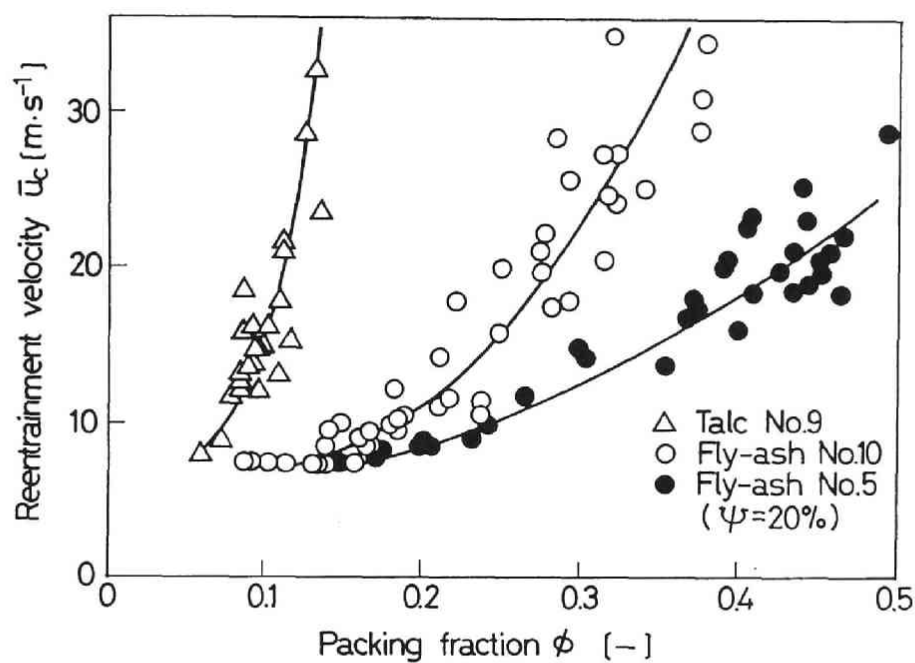 Reentrainment velocity ūc [m·s⁻¹]
30
20
10
0
0
0.1
0.2
0.3
0.4
0.5
△ Talc No.9
○ Fly-ash No.10
● Fly-ash No.5
(Ψ=20%)
Packing fraction ϕ [−]